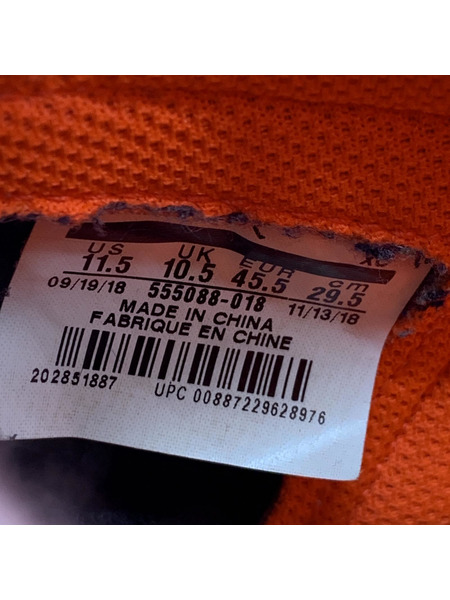 US UK EUR cm
11.5 10.5 45.5 29.5
09/19/18 555088-018 11/13/18
MADE IN CHINA
FABRIQUE EN CHINE
202851887 UPC 00887229628976